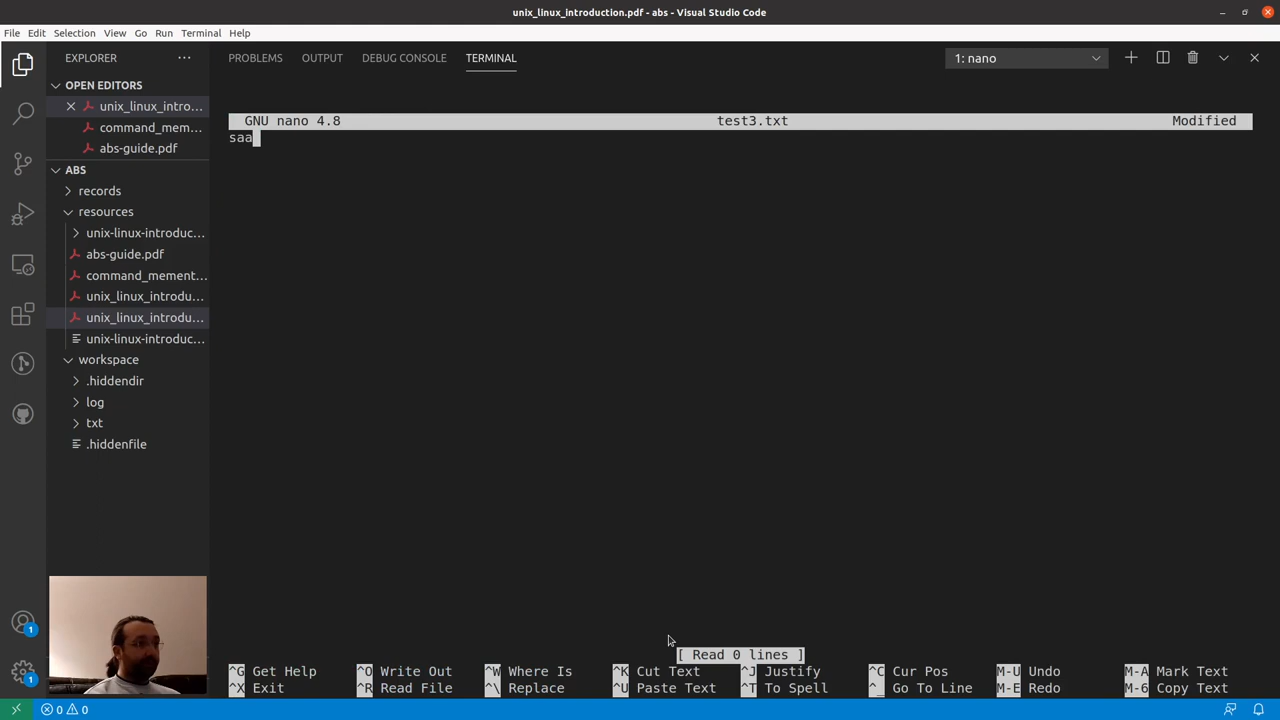 unix_linux_introduction.pdf - abs - Visual Studio Code
File Edit Selection View Go Run Terminal Help
EXPLORER
PROBLEMS OUTPUT DEBUG CONSOLE TERMINAL
1: nano
OPEN EDITORS
unix_linux_intro...
command_mem...
abs-guide.pdf
ABS
records
resources
unix-linux-introduc...
abs-guide.pdf
command_mement...
unix_linux_introdu...
unix_linux_introdu...
unix-linux-introduc...
workspace
.hiddendir
log
txt
.hiddenfile
GNU nano 4.8 test3.txt Modified
saa
[ Read 0 lines ]
^G Get Help ^O Write Out ^W Where Is ^K Cut Text ^J Justify ^C Cur Pos M-U Undo M-A Mark Text
^X Exit ^R Read File ^\ Replace ^U Paste Text ^T To Spell ^_ Go To Line M-E Redo M-6 Copy Text
1
1
0 0